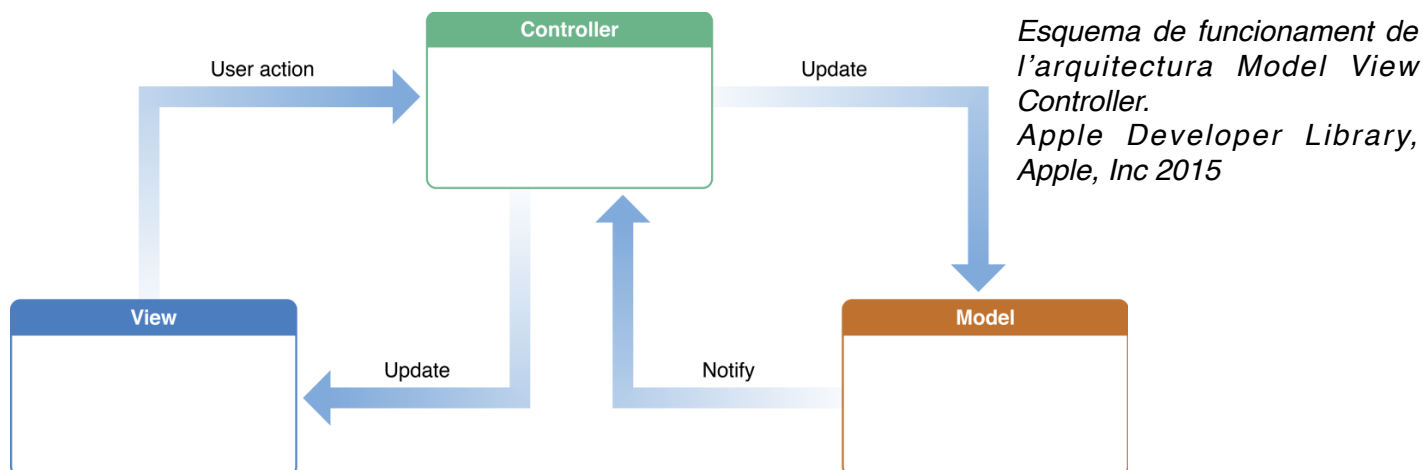 Controller
Esquema de funcionament de
l'arquitectura Model View
Controller.
Apple Developer Library,
Apple, Inc 2015
User action
Update
View
Model
Update
Notify